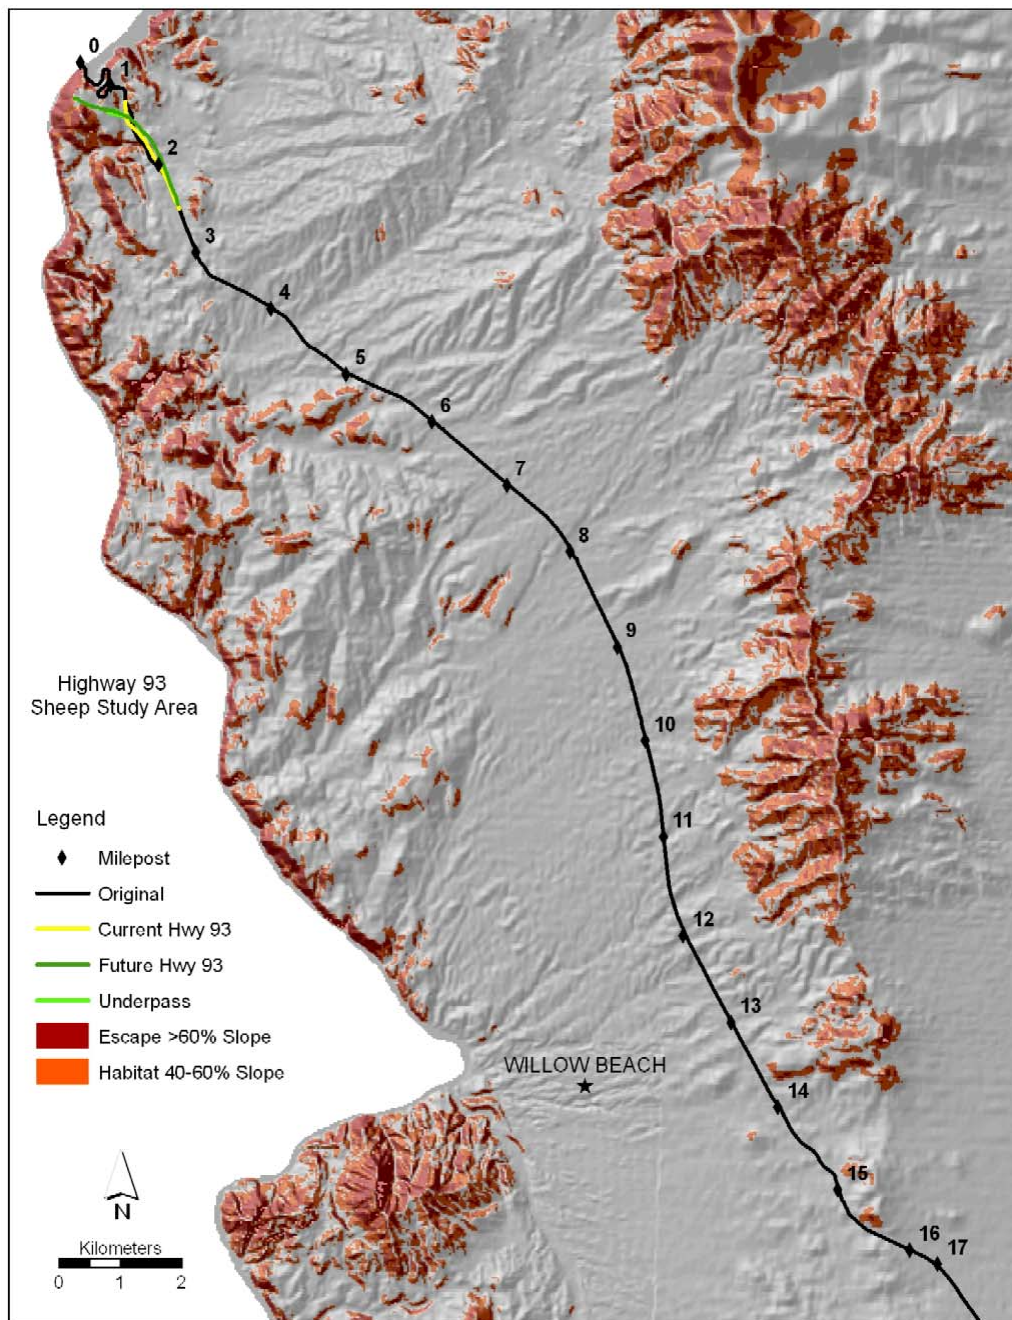 0
1
2
3
4
5
6
7
8
9
10
11
12
13
14
15
16
17
WILLOW BEACH
Highway 93
Sheep Study Area
Legend
Milepost
Original
Current Hwy 93
Future Hwy 93
Underpass
Escape >60% Slope
Habitat 40-60% Slope
N
Kilometers
0 1 2